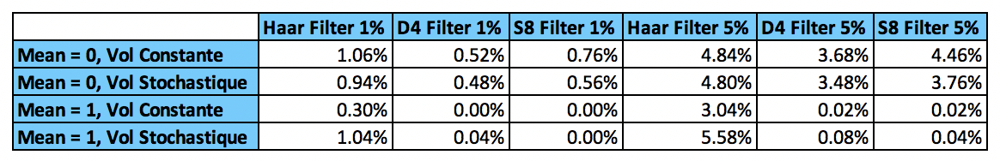 Haar Filter 1% D4 Filter 1% S8 Filter 1% Haar Filter 5% D4 Filter 5% S8 Filter 5%
Mean = 0, Vol Constante 1.06% 0.52% 0.76% 4.84% 3.68% 4.46%
Mean = 0, Vol Stochastique 0.94% 0.48% 0.56% 4.80% 3.48% 3.76%
Mean = 1, Vol Constante 0.30% 0.00% 0.00% 3.04% 0.02% 0.02%
Mean = 1, Vol Stochastique 1.04% 0.04% 0.00% 5.58% 0.08% 0.04%